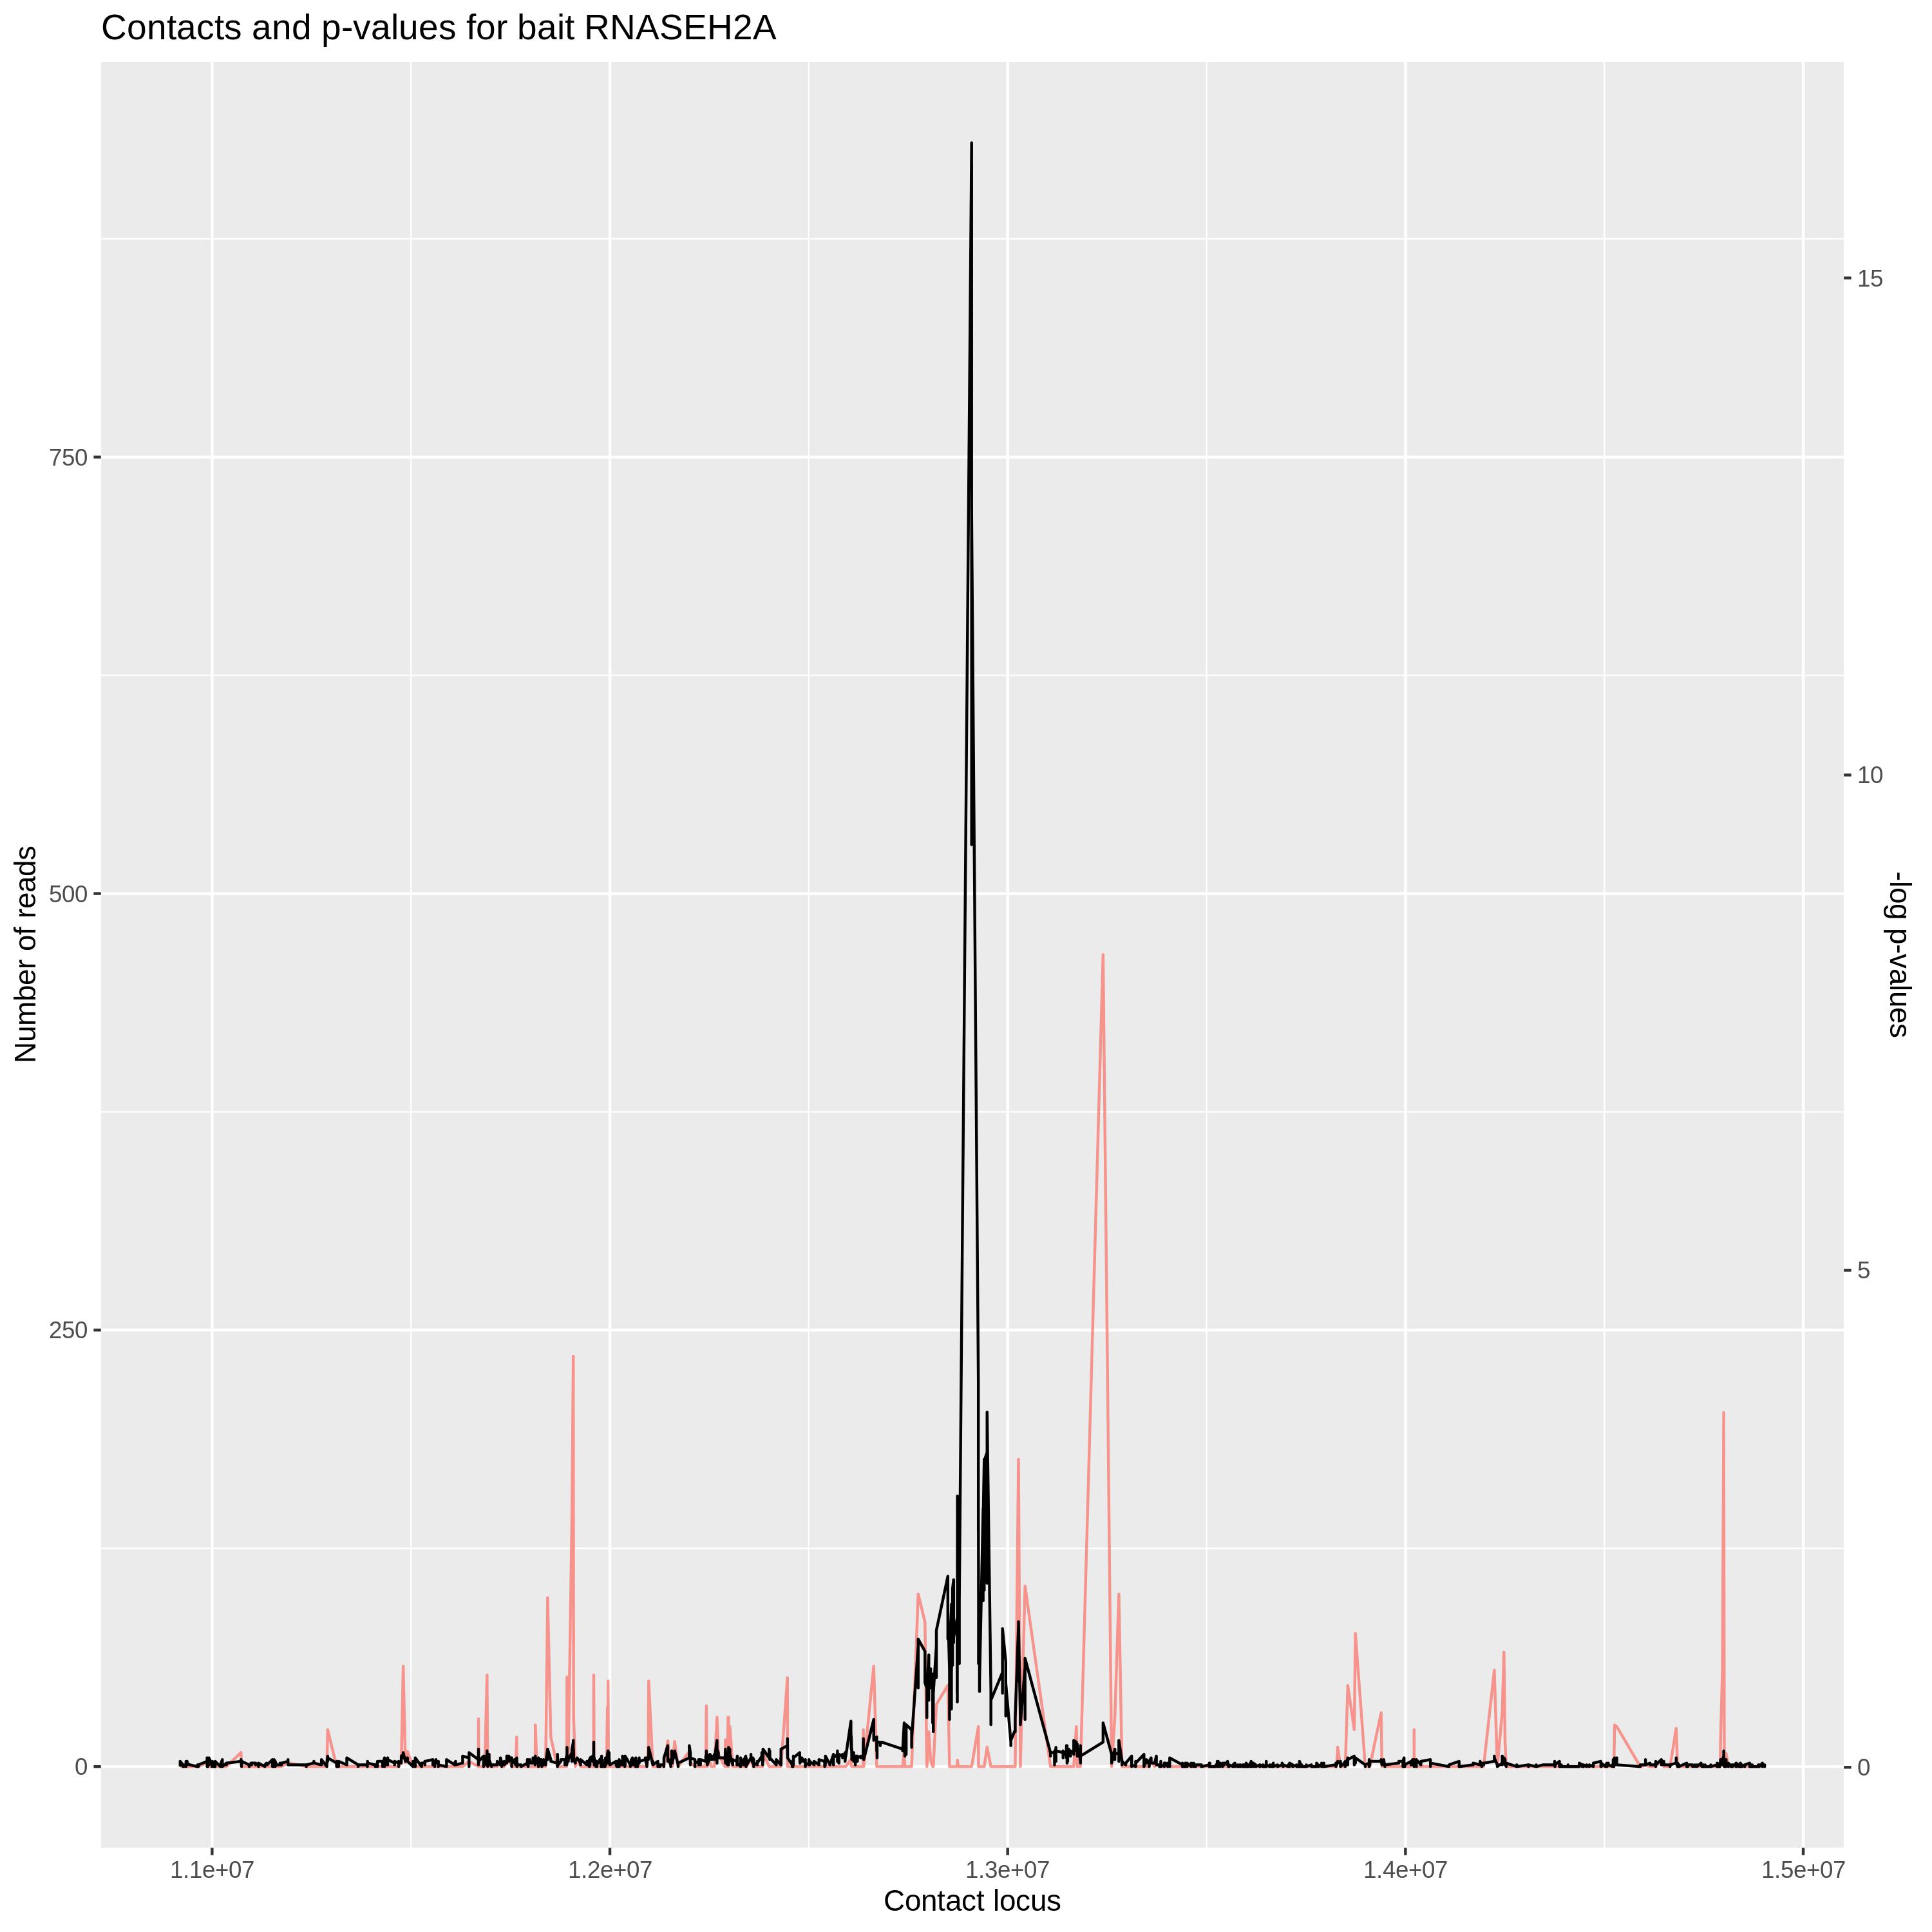 Contacts and p-values for bait RNASEH2A
Number of reads
750
500
250
0
15
10
5
0
-log p-values
1.1e+07 1.2e+07 1.3e+07 1.4e+07 1.5e+07
Contact locus